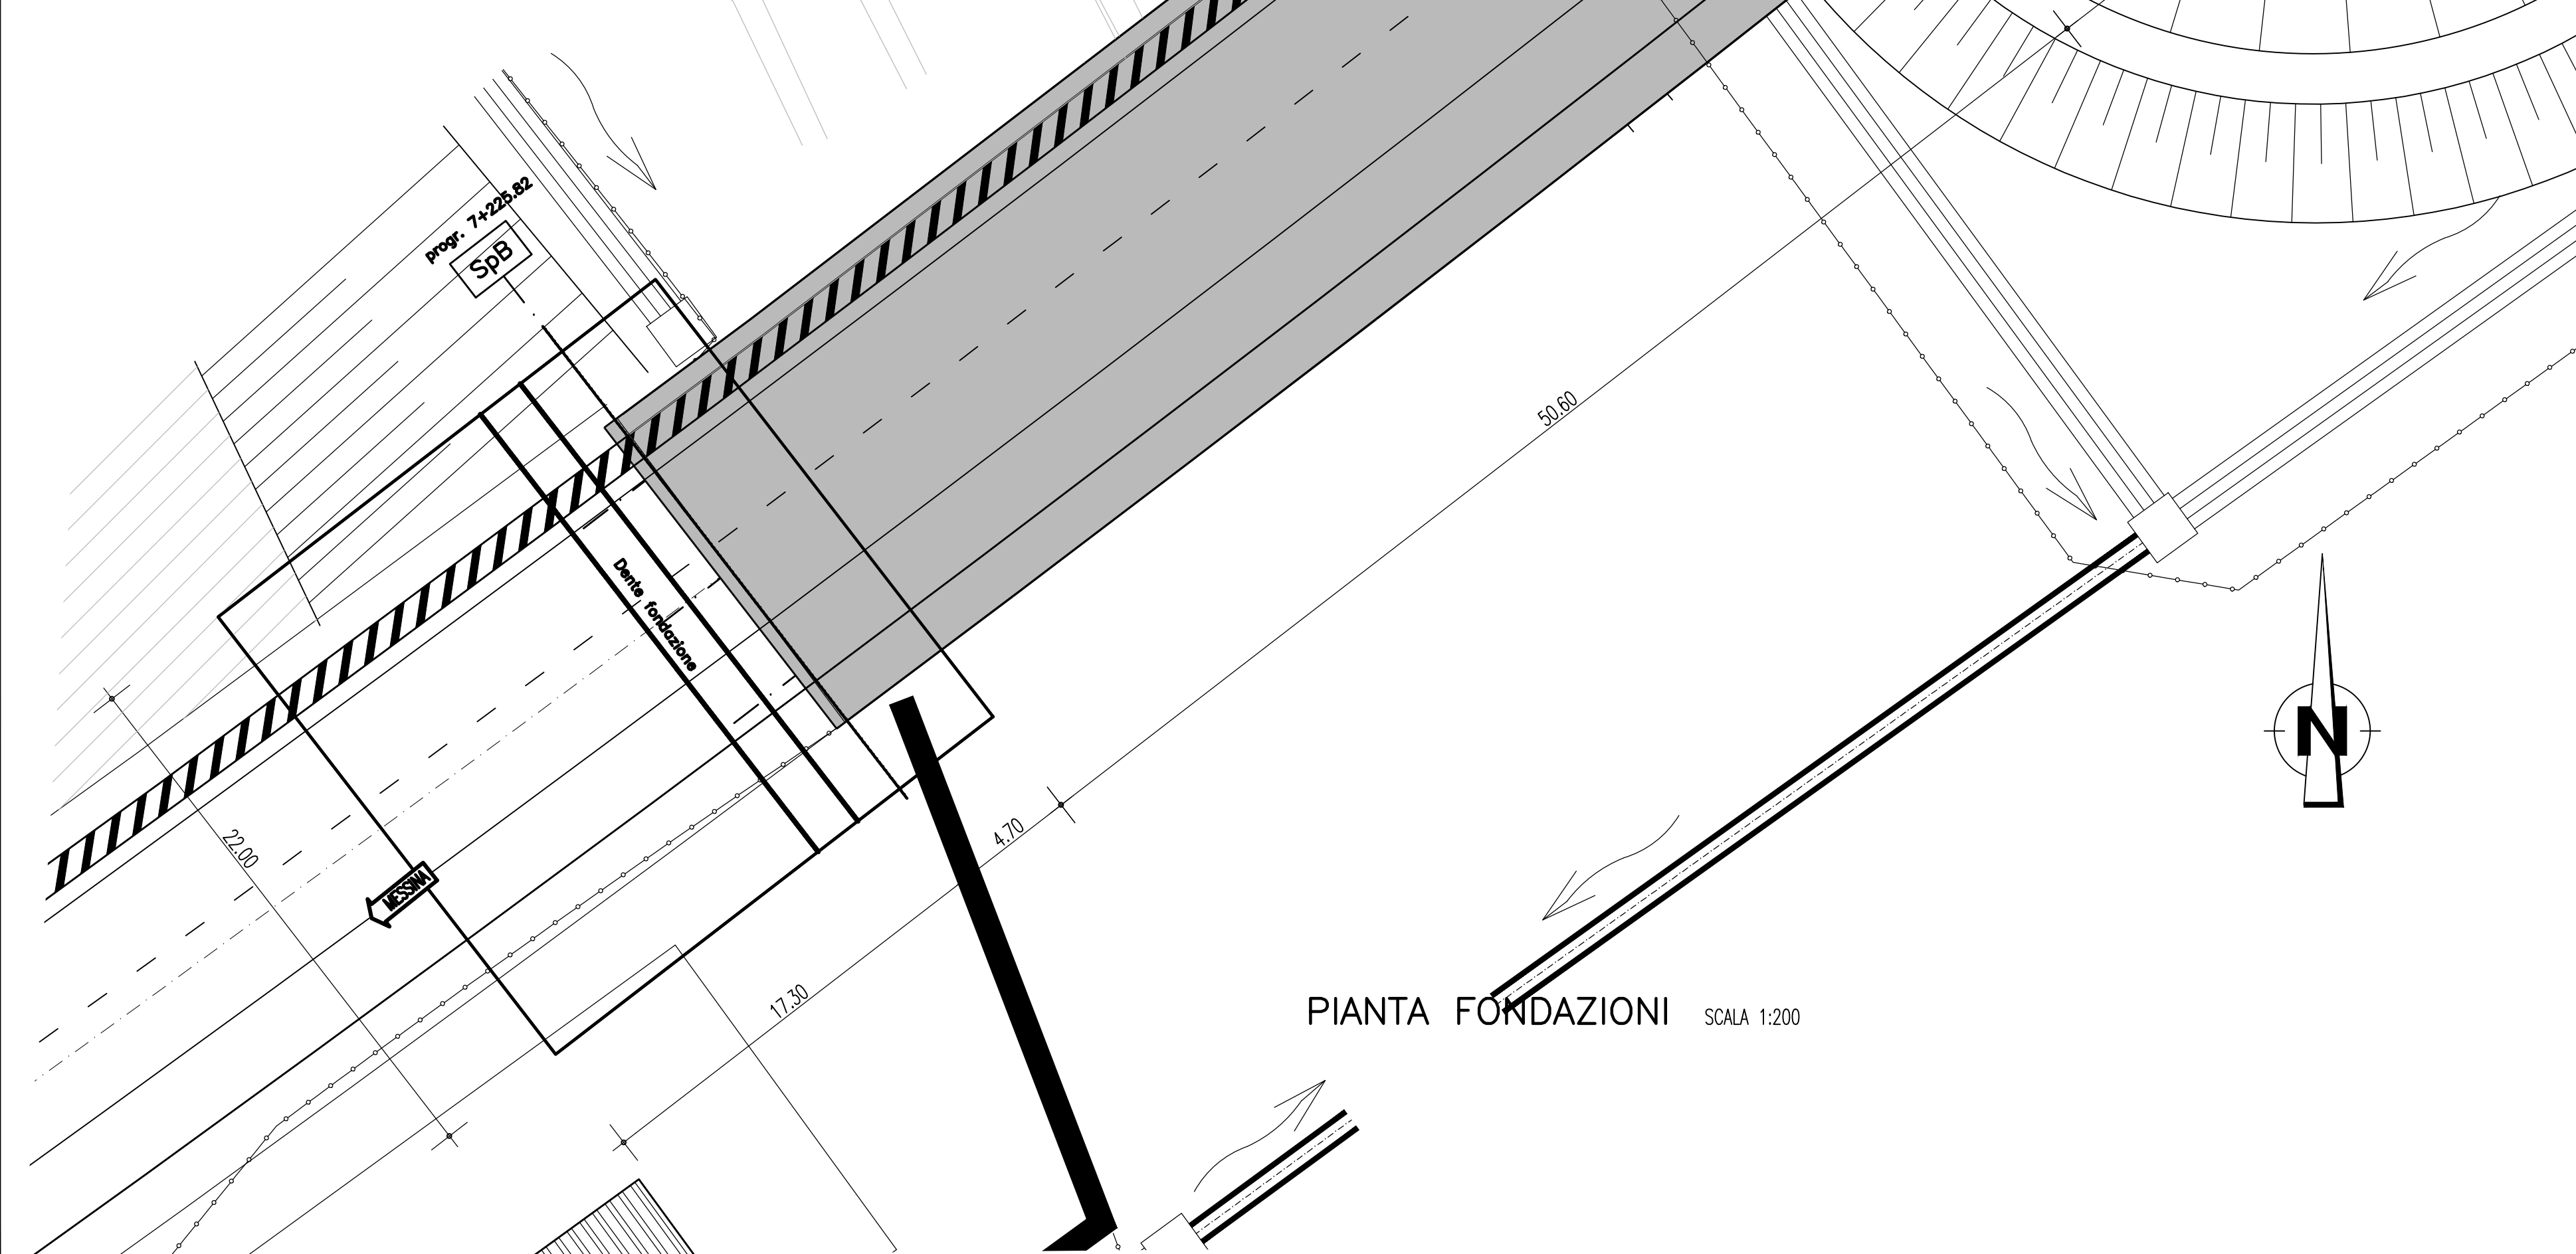 progr. 7+225.82
SpB
50.60
Dente fondazione
N
22.00
4.70
MESSINA
17.30
PIANTA FONDAZIONI SCALA 1:200